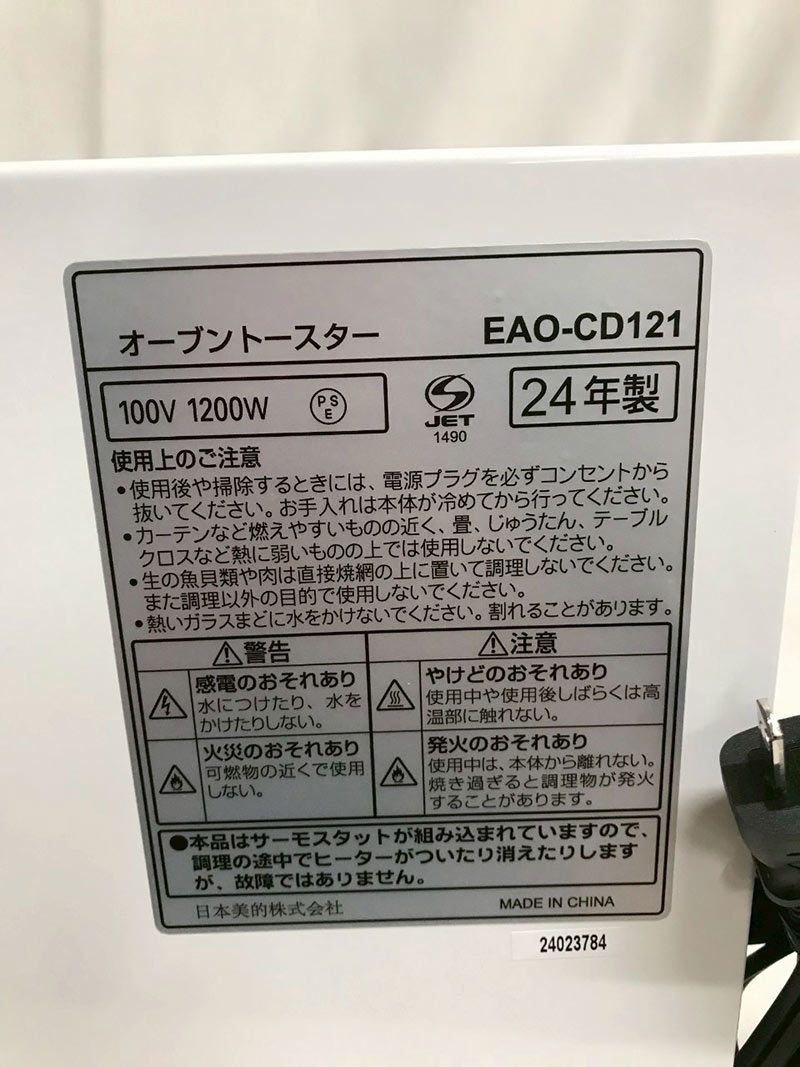 オーブントースター EAO-CD121
100V 1200W PSE JET 1490 24年製
使用上のご注意
●使用後や掃除するときには、電源プラグを必ずコンセントから
抜いてください。お手入れは本体が冷めてから行ってください。
●カーテンなど燃えやすいものの近く、畳、じゅうたん、テーブル
クロスなど熱に弱いものの上では使用しないでください。
●生の魚貝類や肉は直接焼網の上に置いて調理しないでください。
また調理以外の目的で使用しないでください。
●熱いガラスまどに水をかけないでください。割れることがあります。
警告
感電のおそれあり
水につけたり、水を
かけたりしない。
火災のおそれあり
可燃物の近くで使用
しない。
注意
やけどのおそれあり
使用中や使用後しばらくは高
温部に触れない。
発火のおそれあり
使用中は、本体から離れない。
焼き過ぎると調理物が発火
することがあります。
●本品はサーモスタットが組み込まれていますので、
調理の途中でヒーターがついたり消えたりします
が、故障ではありません。
日本美的株式会社 MADE IN CHINA
24023784